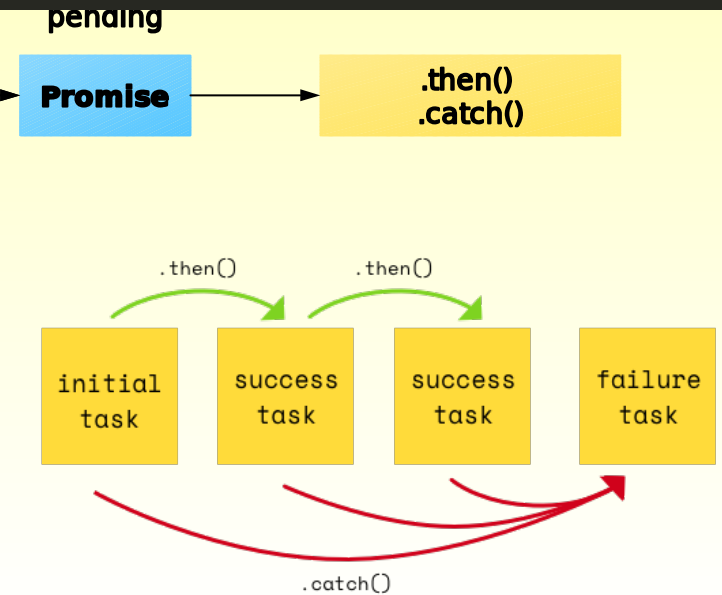 pending
Promise
.then()
.catch()
.then()
.then()
initial
task
success
task
success
task
failure
task
.catch()